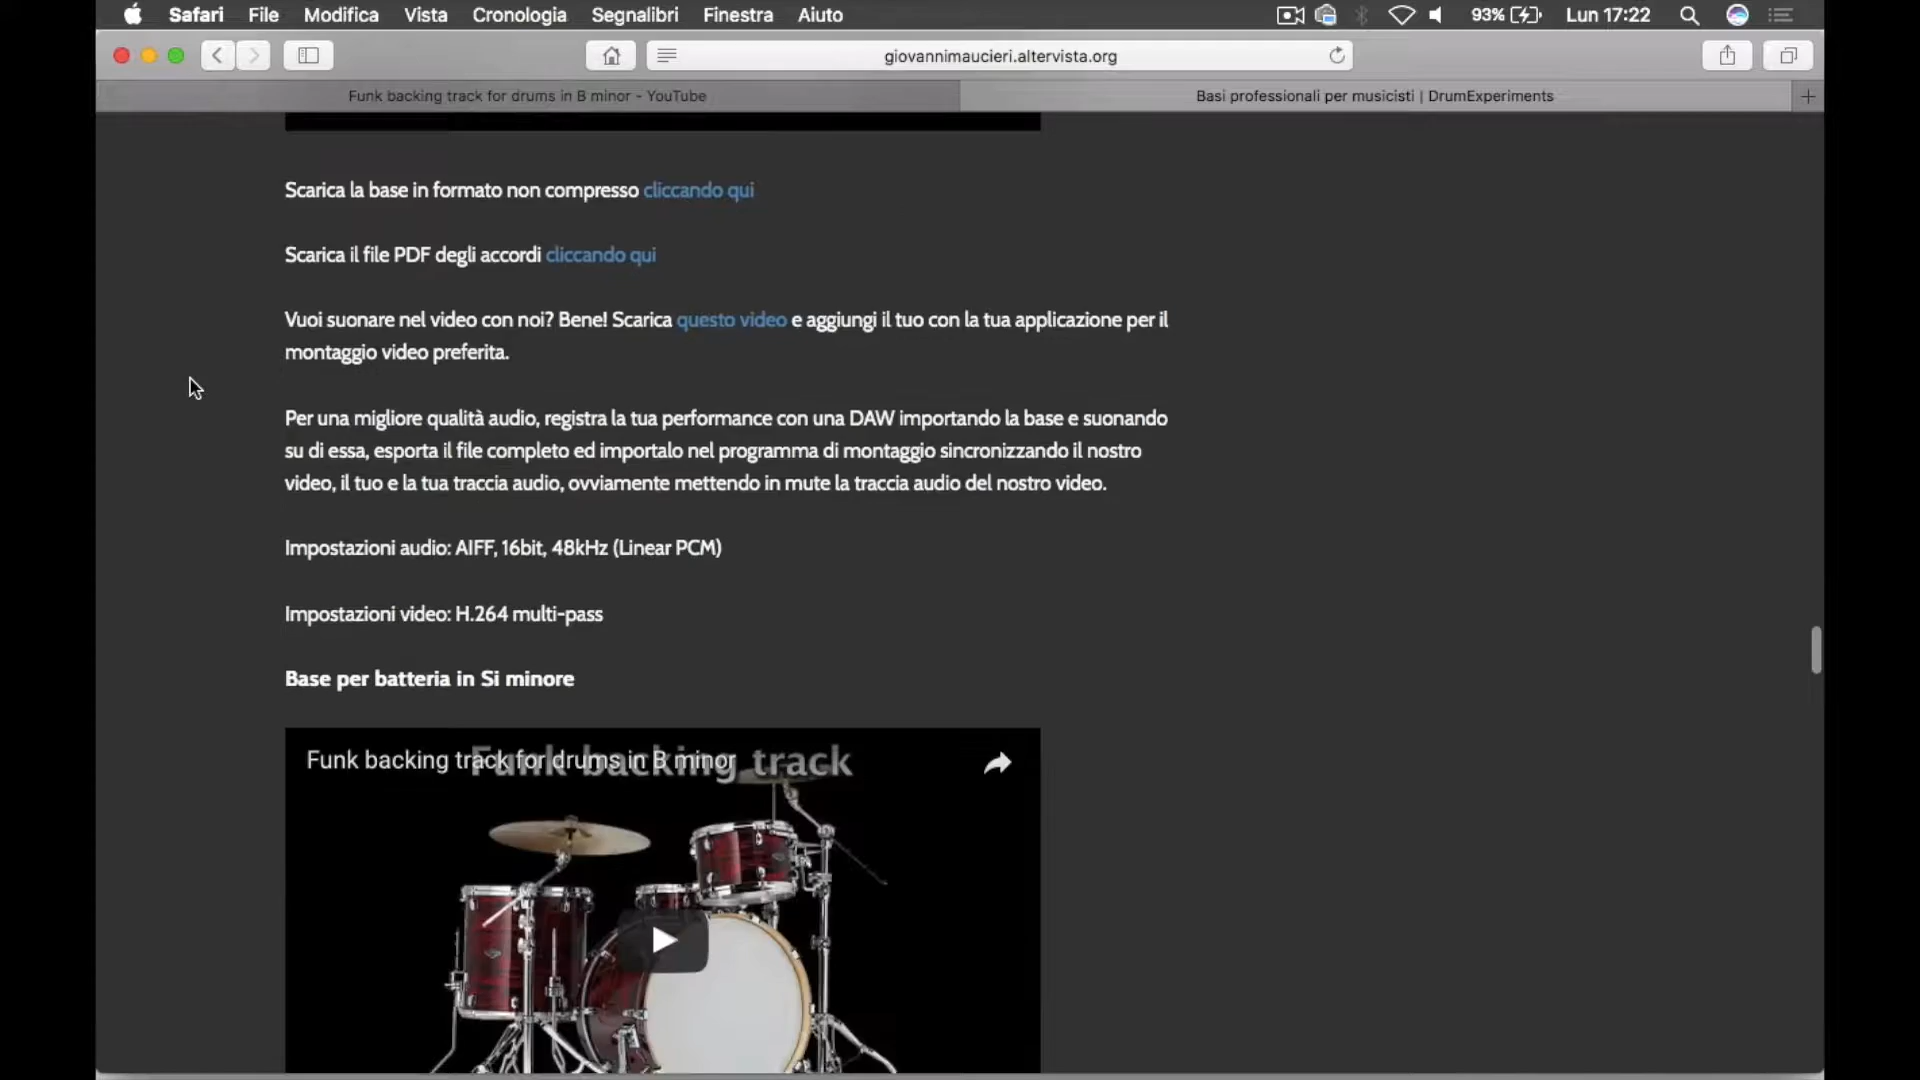 Safari File Modifica Vista Cronologia Segnalibri Finestra Aiuto 93% Lun 17:22
giovannimaucieri.altervista.org
Funk backing track for drums in B minor - YouTube
Basi professionali per musicisti | DrumExperiments
Scarica la base in formato non compresso cliccando qui
Scarica il file PDF degli accordi cliccando qui
Vuoi suonare nel video con noi? Bene! Scarica questo video e aggiungi il tuo con la tua applicazione per il
montaggio video preferita.
Per una migliore qualità audio, registra la tua performance con una DAW importando la base e suonando
su di essa, esporta il file completo ed importalo nel programma di montaggio sincronizzando il nostro
video, il tuo e la tua traccia audio, ovviamente mettendo in mute la traccia audio del nostro video.
Impostazioni audio: AIFF, 16bit, 48kHz (Linear PCM)
Impostazioni video: H.264 multi-pass
Base per batteria in Si minore
Funk backing track for drums in B minor
Funk backing track